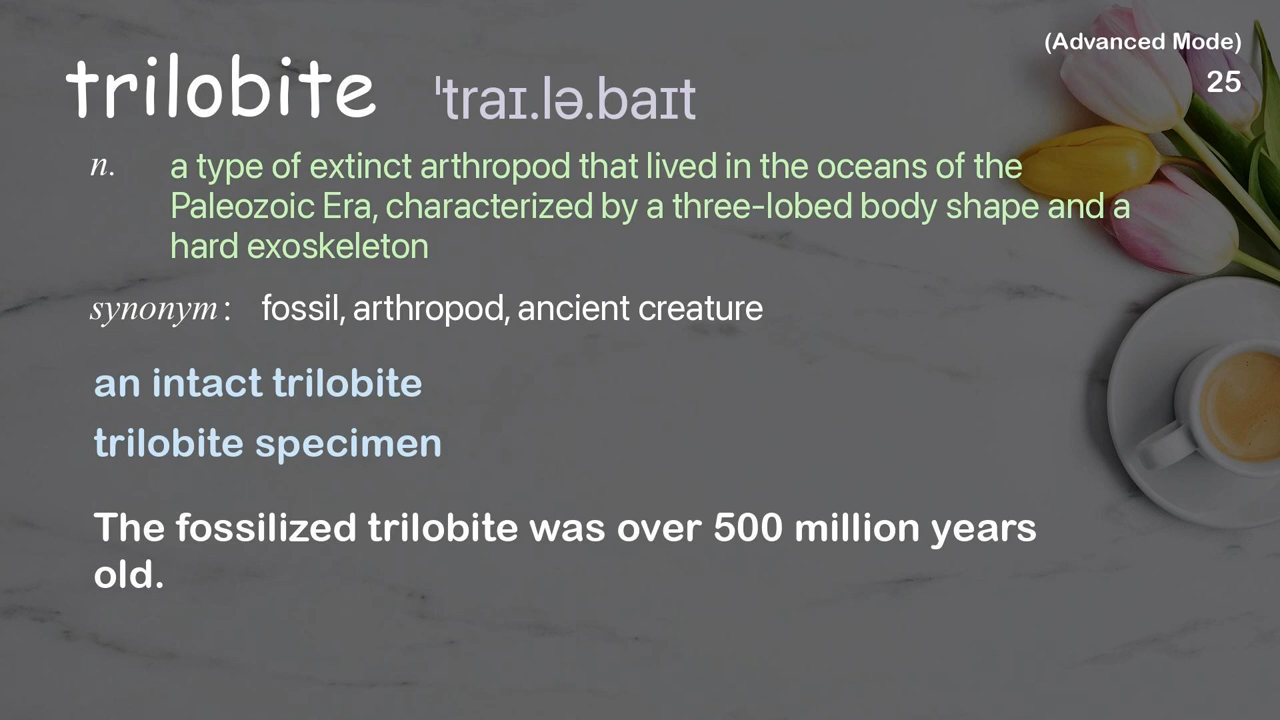 (Advanced Mode)
25
trilobite ˈtraɪ.lə.baɪt
n. a type of extinct arthropod that lived in the oceans of the
Paleozoic Era, characterized by a three-lobed body shape and a
hard exoskeleton
synonym: fossil, arthropod, ancient creature
an intact trilobite
trilobite specimen
The fossilized trilobite was over 500 million years
old.